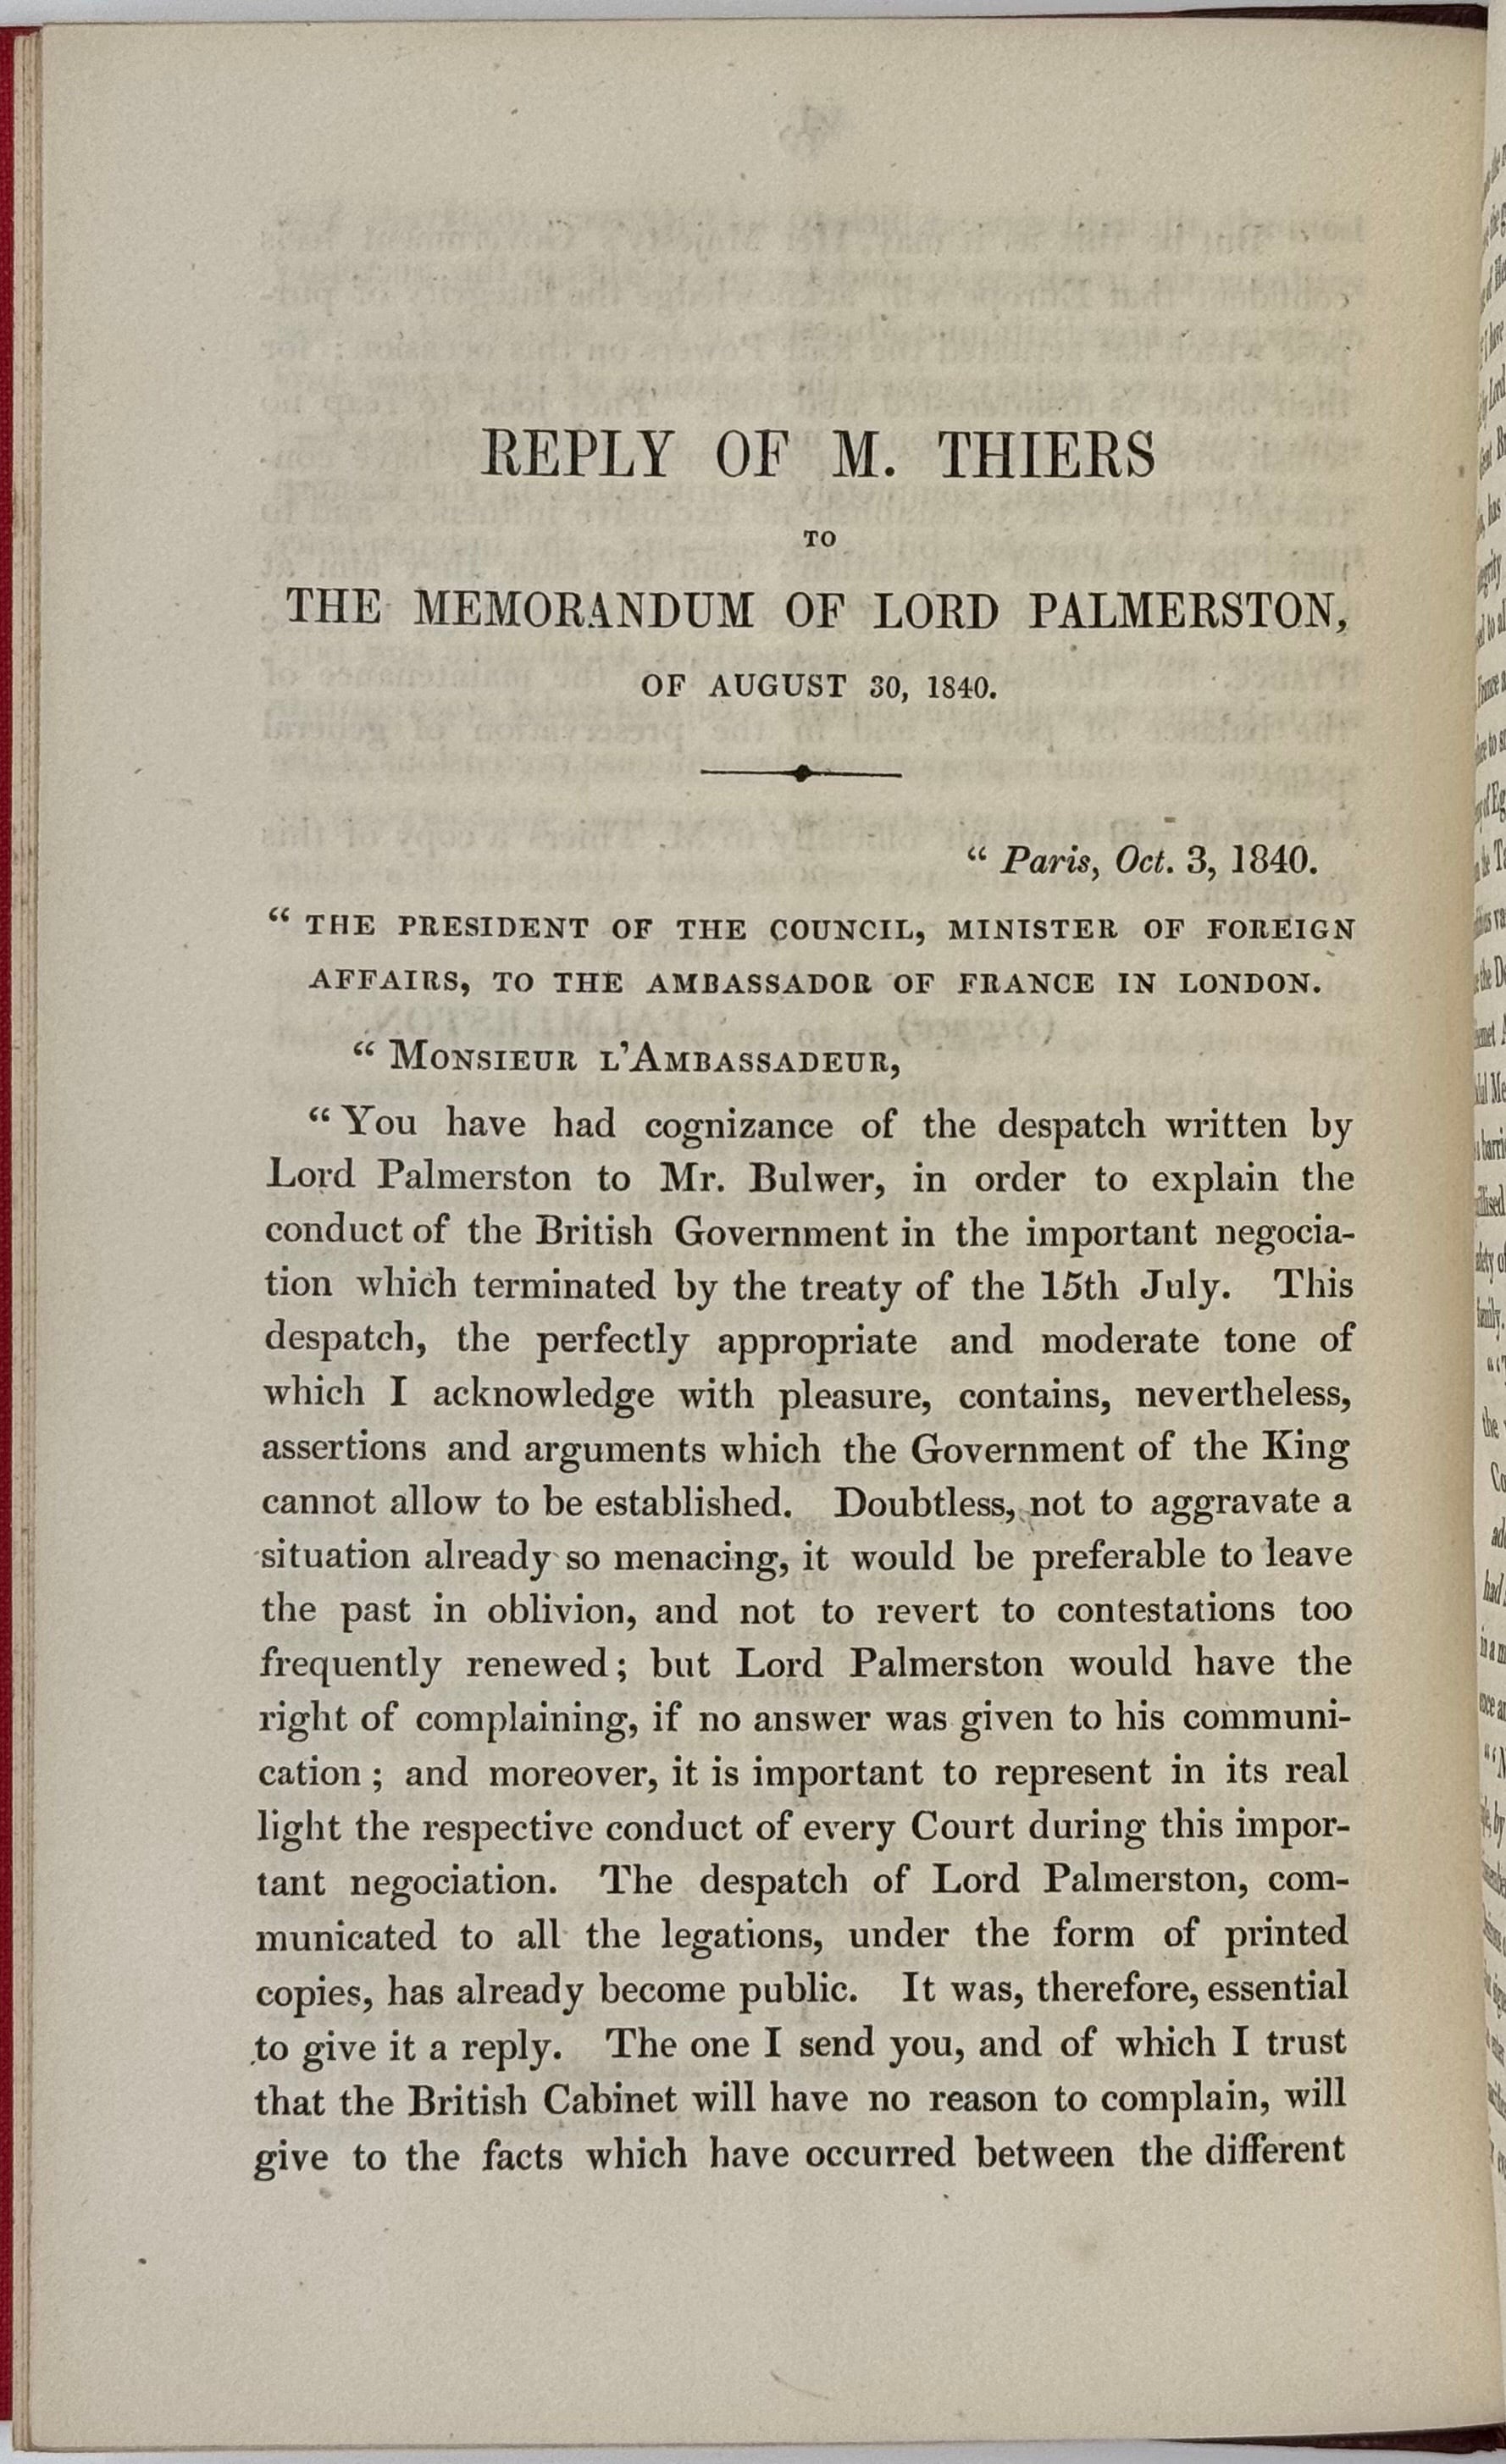 REPLY OF M. THIERS
TO
THE MEMORANDUM OF LORD PALMERSTON,
OF AUGUST 30, 1840.
“ Paris, Oct. 3, 1840.
“ THE PRESIDENT OF THE COUNCIL, MINISTER OF FOREIGN
AFFAIRS, TO THE AMBASSADOR OF FRANCE IN LONDON.
“ MONSIEUR L’AMBASSADEUR,
“ You have had cognizance of the despatch written by
Lord Palmerston to Mr. Bulwer, in order to explain the
conduct of the British Government in the important negocia-
tion which terminated by the treaty of the 15th July. This
despatch, the perfectly appropriate and moderate tone of
which I acknowledge with pleasure, contains, nevertheless,
assertions and arguments which the Government of the King
cannot allow to be established. Doubtless, not to aggravate a
situation already so menacing, it would be preferable to leave
the past in oblivion, and not to revert to contestations too
frequently renewed; but Lord Palmerston would have the
right of complaining, if no answer was given to his communi-
cation; and moreover, it is important to represent in its real
light the respective conduct of every Court during this impor-
tant negociation. The despatch of Lord Palmerston, com-
municated to all the legations, under the form of printed
copies, has already become public. It was, therefore, essential
to give it a reply. The one I send you, and of which I trust
that the British Cabinet will have no reason to complain, will
give to the facts which have occurred between the different